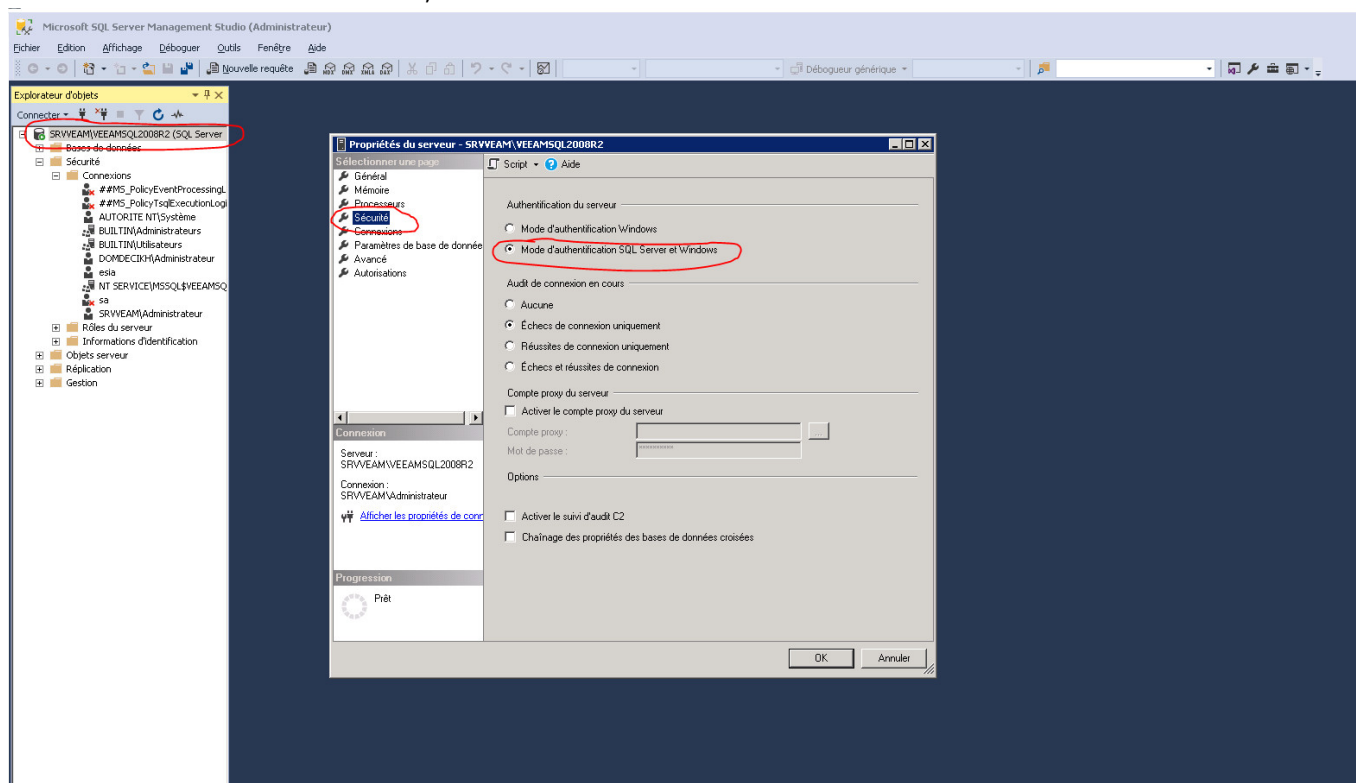 Microsoft SQL Server Management Studio (Administrateur)
Fichier Edition Affichage Déboguer Outils Fenêtre Aide
Nouvelle requête MDX DMX XMLA DAX Débogueur générique
Explorateur d'objets
Connecter
SRVVEAM\VEEAMSQL2008R2 (SQL Server
Bases de données
Sécurité
Connexions
##MS_PolicyEventProcessingL
##MS_PolicyTsqlExecutionLogi
AUTORITE NT\Système
BUILTIN\Administrateurs
BUILTIN\Utilisateurs
DOMDECIKH\Administrateur
esia
NT SERVICE\MSSQL$VEEAMSQ
sa
SRVVEAM\Administrateur
Rôles du serveur
Informations d'identification
Objets serveur
Réplication
Gestion
Propriétés du serveur - SRVVEAM\VEEAMSQL2008R2
Sélectionner une page
Général
Mémoire
Processeurs
Sécurité
Connexions
Paramètres de base de donnée
Avancé
Autorisations
Connexion
Serveur :
SRVVEAM\VEEAMSQL2008R2
Connexion :
SRVVEAM\Administrateur
Afficher les propriétés de conn
Progression
Prêt
Script Aide
Authentification du serveur
Mode d'authentification Windows
Mode d'authentification SQL Server et Windows
Audit de connexion en cours
Aucune
Échecs de connexion uniquement
Réussites de connexion uniquement
Échecs et réussites de connexion
Compte proxy du serveur
Activer le compte proxy du serveur
Compte proxy :
...
Mot de passe :
**********
Options
Activer le suivi d'audit C2
Chaînage des propriétés des bases de données croisées
OK Annuler